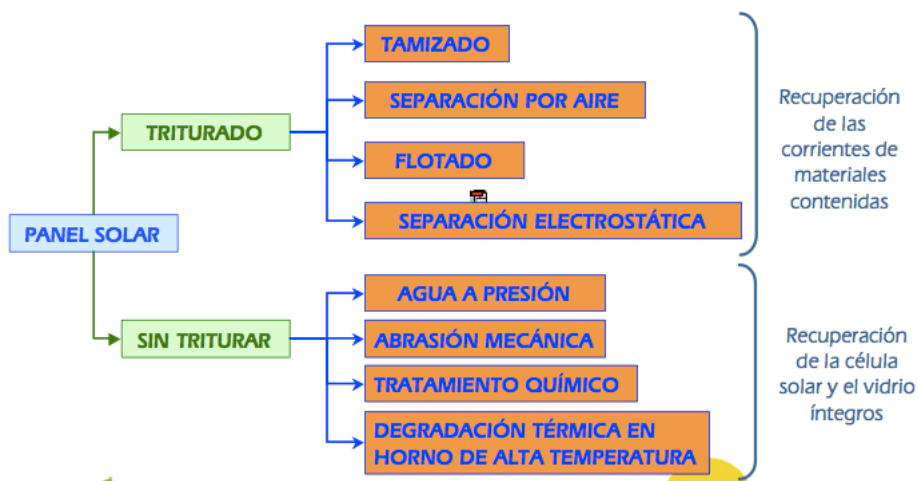 PANEL SOLAR
TRITURADO
TAMIZADO
SEPARACIÓN POR AIRE
FLOTADO
SEPARACIÓN ELECTROSTÁTICA
Recuperación
de las
corrientes de
materiales
contenidas
SIN TRITURAR
AGUA A PRESIÓN
ABRASIÓN MECÁNICA
TRATAMIENTO QUÍMICO
DEGRADACIÓN TÉRMICA EN
HORNO DE ALTA TEMPERATURA
Recuperación
de la célula
solar y el vidrio
íntegros